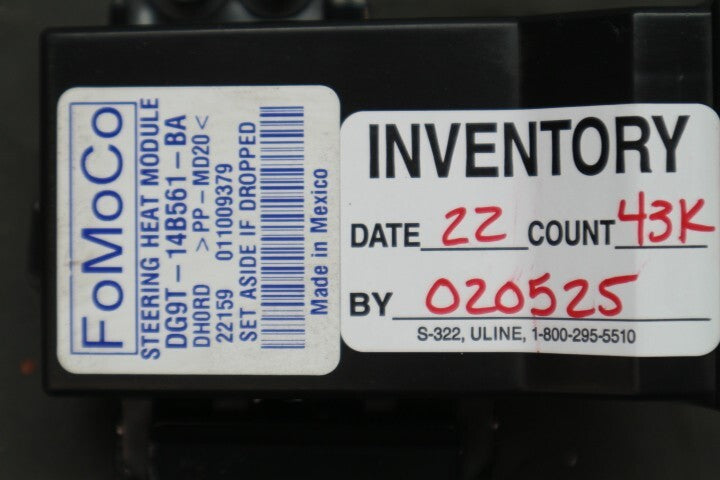 FoMoCo
STEERING HEAT MODULE
DG9T-14B561-BA
DHORD >PP-MD20<
22159 011009379
SET ASIDE IF DROPPED
Made in Mexico
INVENTORY
DATE 22 COUNT 43K
BY 020525
S-322, ULINE, 1-800-295-5510